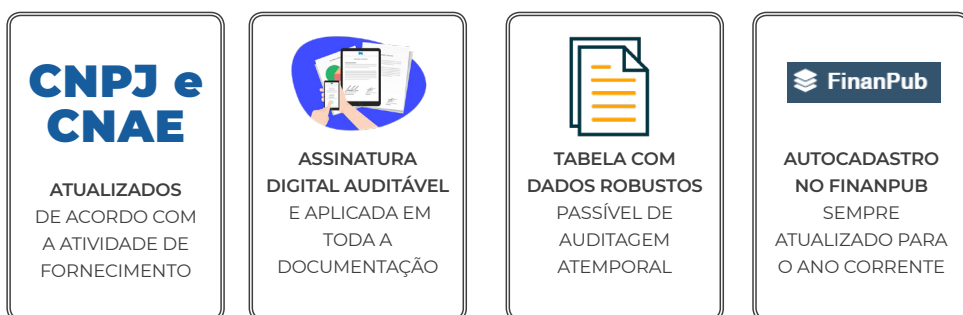 CNPJ e
CNAE
ATUALIZADOS
DE ACORDO COM
A ATIVIDADE DE
FORNECIMENTO
ASSINATURA
DIGITAL AUDITÁVEL
E APLICADA EM
TODA A
DOCUMENTAÇÃO
TABELA COM
DADOS ROBUSTOS
PASSÍVEL DE
AUDITAGEM
ATEMPORAL
FinanPub
AUTOCADASTRO
NO FINANPUB
SEMPRE
ATUALIZADO PARA
O ANO CORRENTE